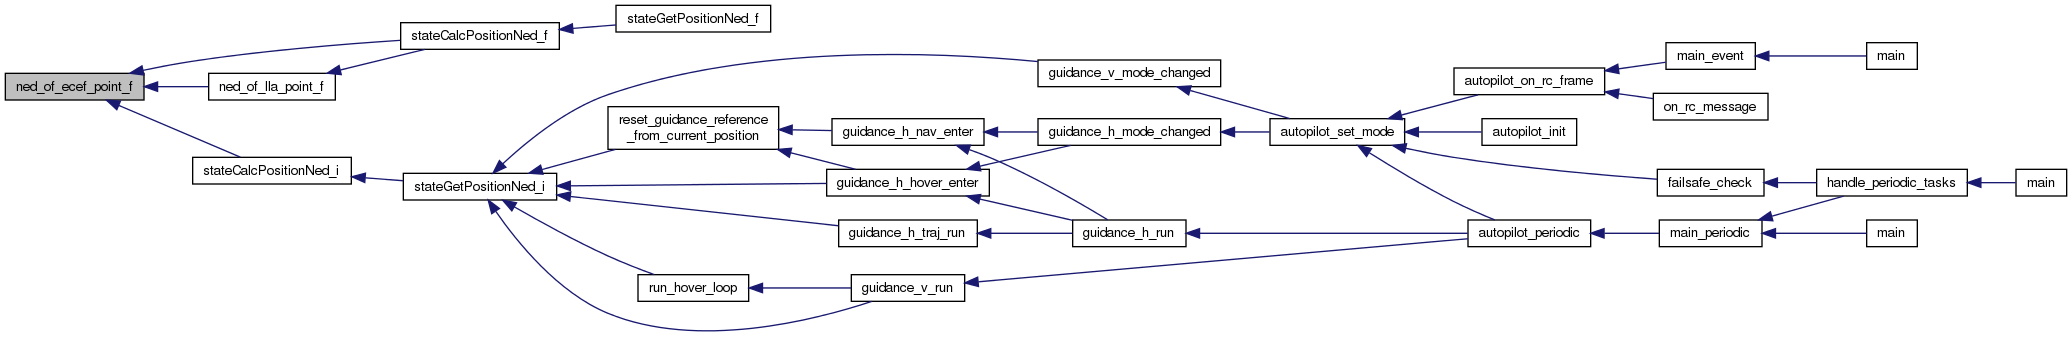 stateGetPositionNed_f
stateCalcPositionNed_f
main_event
main
guidance_v_mode_changed
autopilot_on_rc_frame
ned_of_ecef_point_f
ned_of_lla_point_f
on_rc_message
reset_guidance_reference
_from_current_position
guidance_h_nav_enter
guidance_h_mode_changed
autopilot_set_mode
autopilot_init
stateCalcPositionNed_i
stateGetPositionNed_i
guidance_h_hover_enter
failsafe_check
handle_periodic_tasks
main
guidance_h_traj_run
guidance_h_run
autopilot_periodic
main_periodic
main
run_hover_loop
guidance_v_run